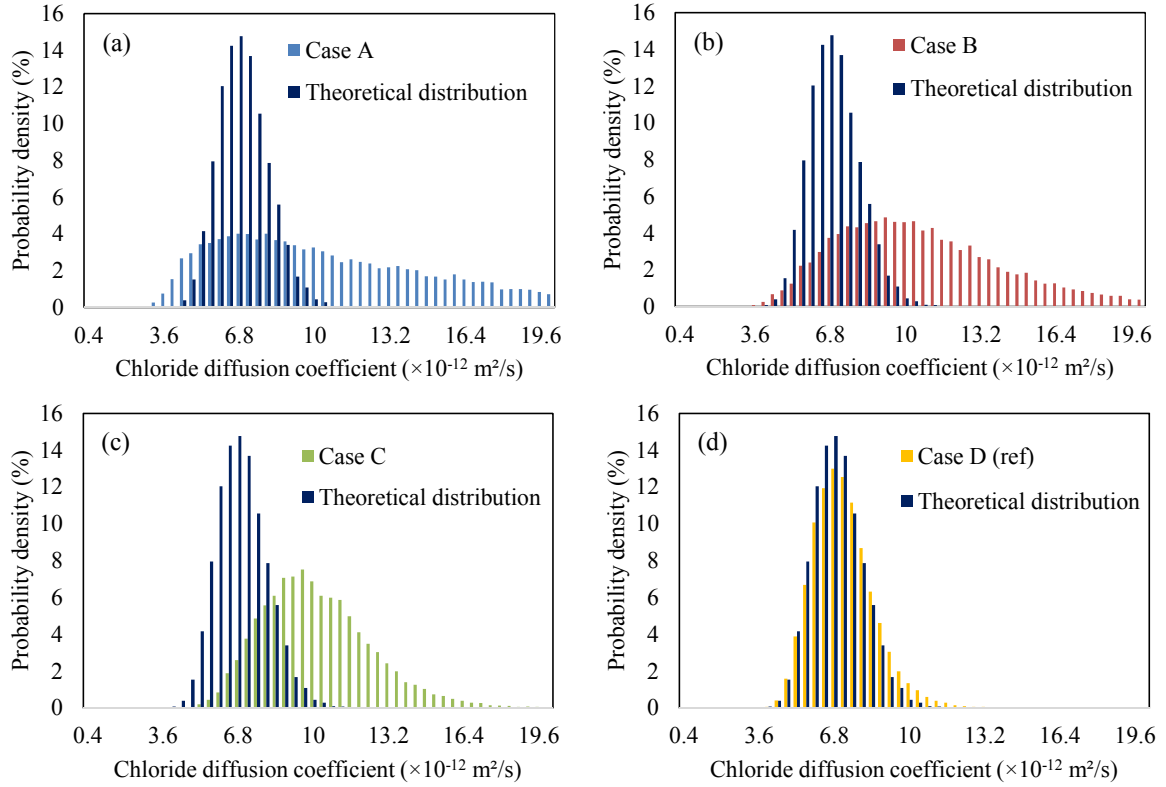 16
14
12
10
8
6
4
2
0
Probability density (%)
(a)
Case A
Theoretical distribution
0.4 3.6 6.8 10 13.2 16.4 19.6
Chloride diffusion coefficient (×10⁻¹² m²/s)
16
14
12
10
8
6
4
2
0
Probability density (%)
(b)
Case B
Theoretical distribution
0.4 3.6 6.8 10 13.2 16.4 19.6
Chloride diffusion coefficient (×10⁻¹² m²/s)
16
14
12
10
8
6
4
2
0
Probability density (%)
(c)
Case C
Theoretical distribution
0.4 3.6 6.8 10 13.2 16.4 19.6
Chloride diffusion coefficient (×10⁻¹² m²/s)
16
14
12
10
8
6
4
2
0
Probability density (%)
(d)
Case D (ref)
Theoretical distribution
0.4 3.6 6.8 10 13.2 16.4 19.6
Chloride diffusion coefficient (×10⁻¹² m²/s)